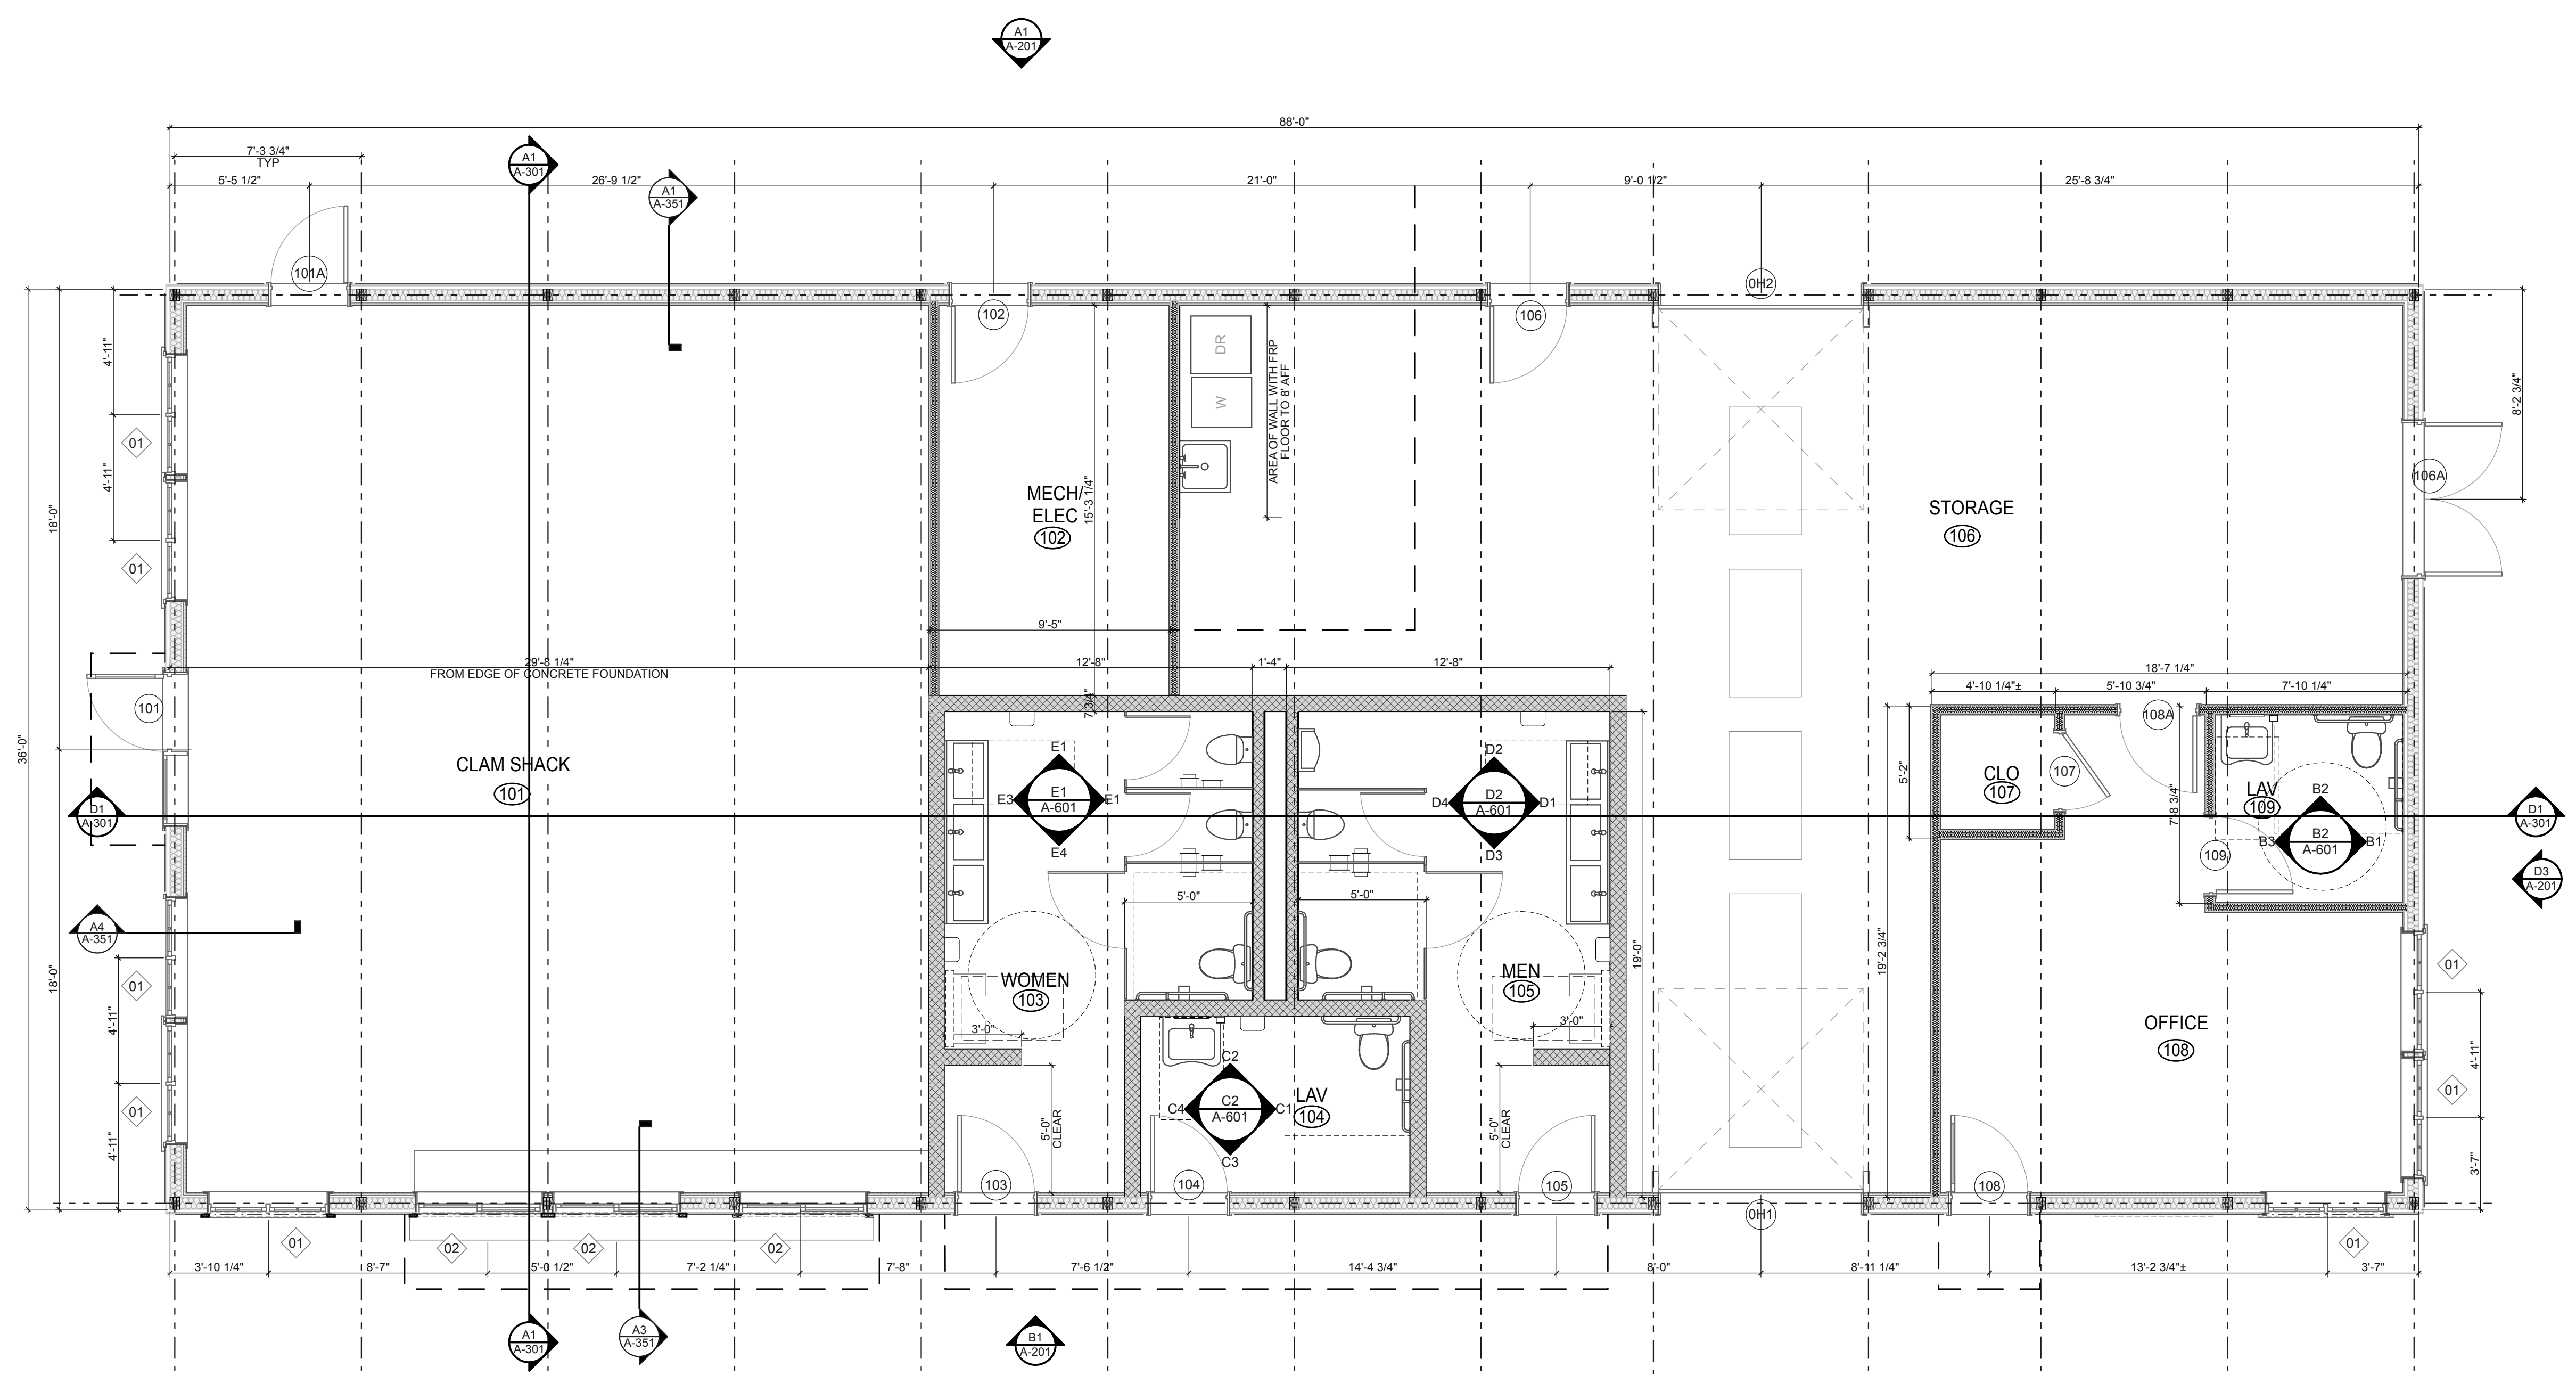 A1
A-201
88'-0"
7'-3 3/4"
TYP
A1
A-301
5'-5 1/2"
26'-9 1/2"
21'-0"
9'-0 1/2"
25'-8 3/4"
A1
A-351
101A
0H2
102
106
DR
W
AREA OF WALL WITH FRP
FLOOR TO 8' AFF
4'-11"
4'-11"
01
01
18'-0"
36'-0"
18'-0"
8'-2 3/4"
106A
MECH/
ELEC
102
15'-3 1/4"
STORAGE
106
9'-5"
29'-8 1/4"
FROM EDGE OF CONCRETE FOUNDATION
12'-8"
1'-4"
12'-8"
7 3/4"
18'-7 1/4"
4'-10 1/4"±
5'-10 3/4"
7'-10 1/4"
101
108A
CLAM SHACK
101
E1
E3
E1
A-601
E1
E4
D2
D4
D2
A-601
D1
D3
5'-2"
CLO
107
107
7'-8 3/4"
LAV
109
B2
B3
B2
A-601
B1
109
D1
A-301
D1
A-301
D3
A-201
A4
A-351
5'-0"
5'-0"
19'-0"
19'-2 3/4"
WOMEN
103
MEN
105
3'-0"
3'-0"
01
01
4'-11"
4'-11"
OFFICE
108
01
01
4'-11"
3'-7"
C2
C4
C2
A-601
C1
C3
LAV
104
5'-0"
CLEAR
5'-0"
CLEAR
103
104
105
108
0H1
01
02
02
02
01
3'-10 1/4"
8'-7"
5'-0 1/2"
7'-2 1/4"
7'-8"
7'-6 1/2"
14'-4 3/4"
8'-0"
8'-11 1/4"
13'-2 3/4"±
3'-7"
A1
A-301
A3
A-351
B1
A-201